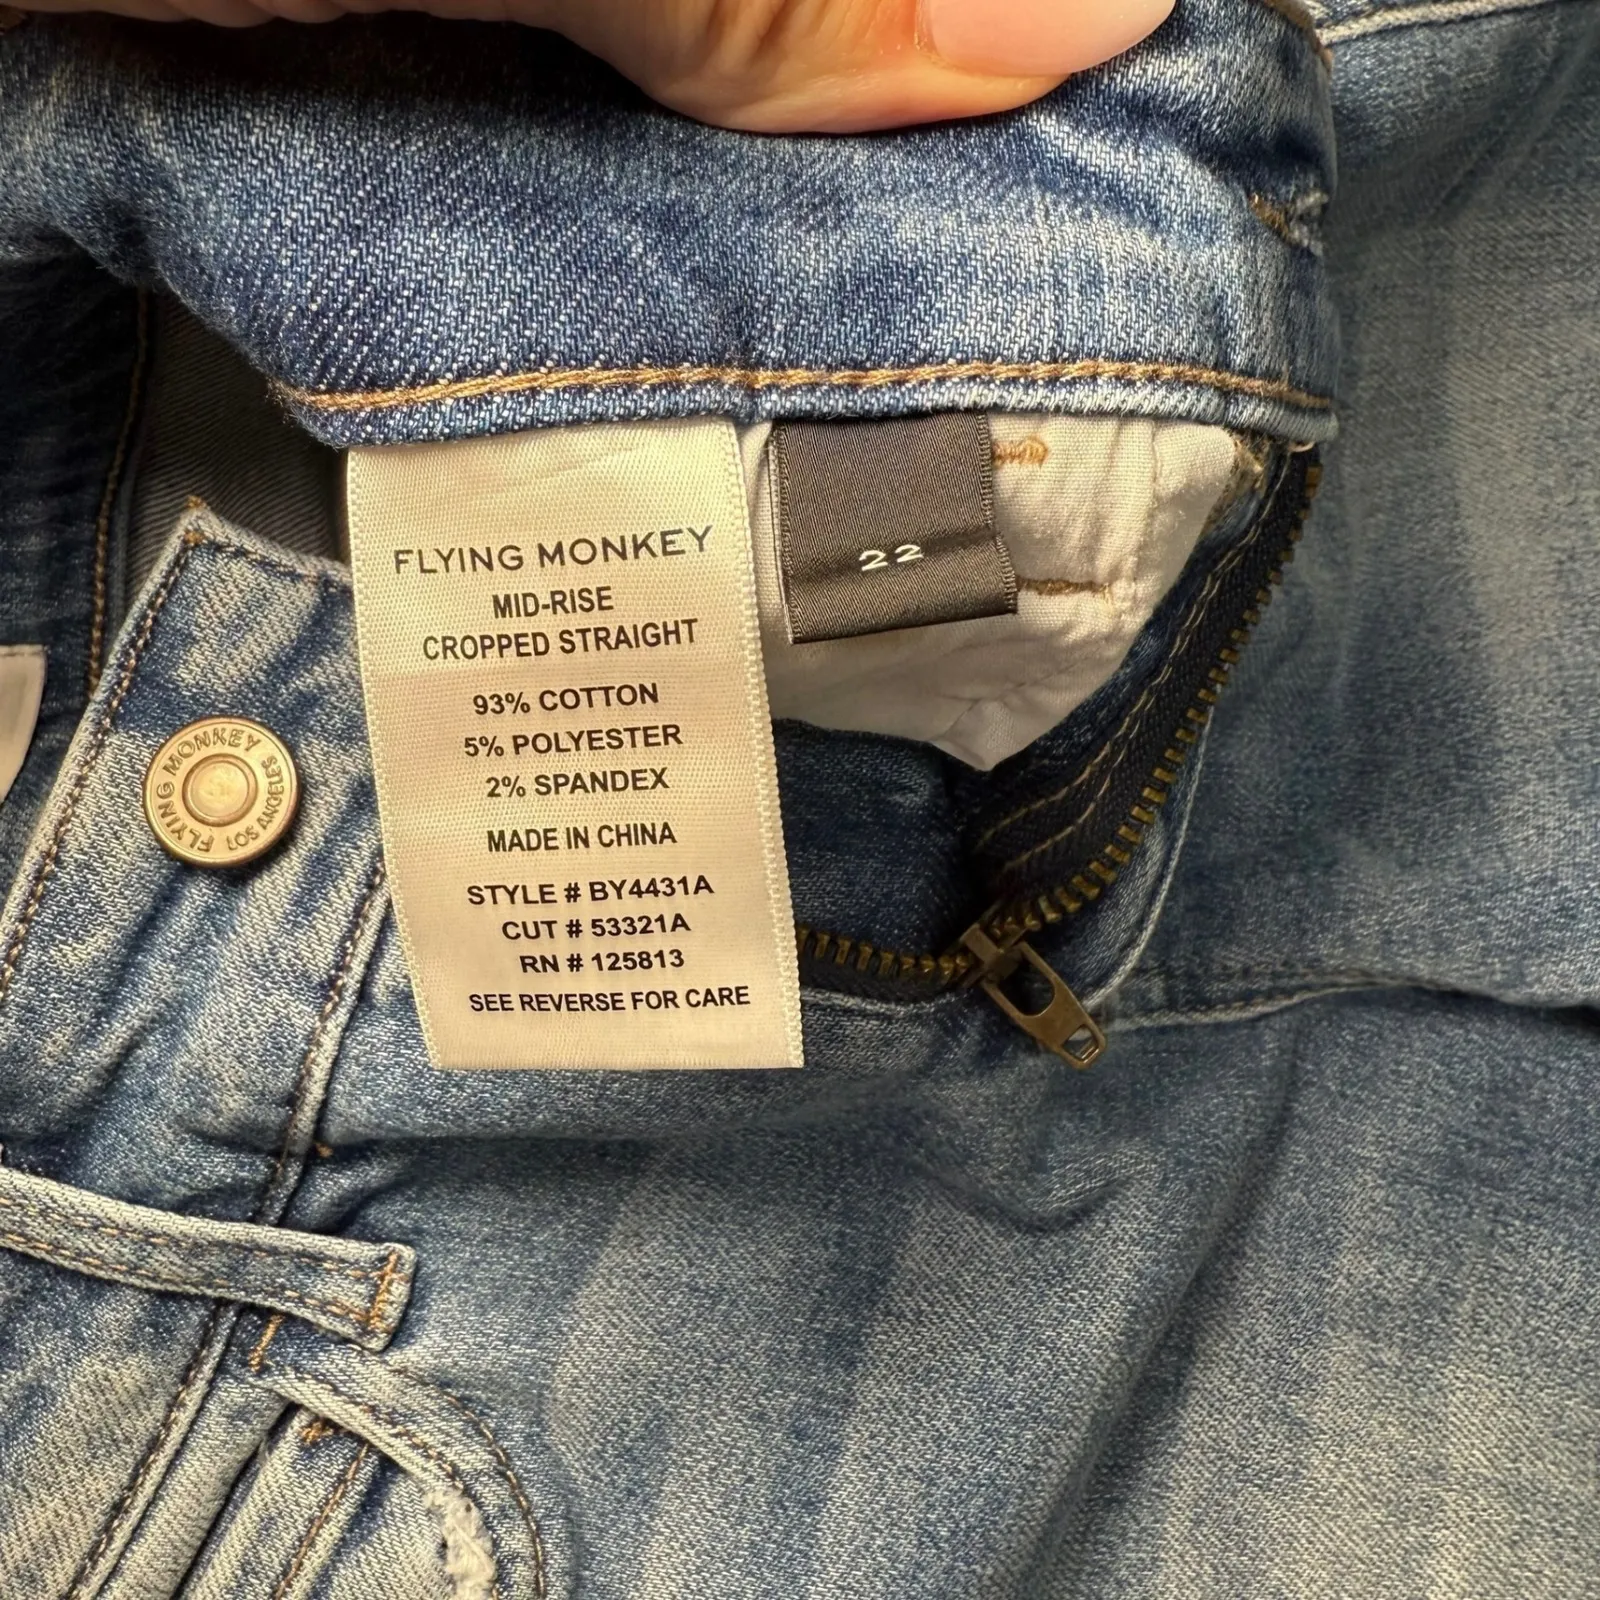 FLYING MONKEY
MID-RISE
CROPPED STRAIGHT
93% COTTON
5% POLYESTER
2% SPANDEX
MADE IN CHINA
STYLE # BY4431A
CUT # 53321A
RN # 125813
SEE REVERSE FOR CARE
22
FLYING MONKEY
LOS ANGELES